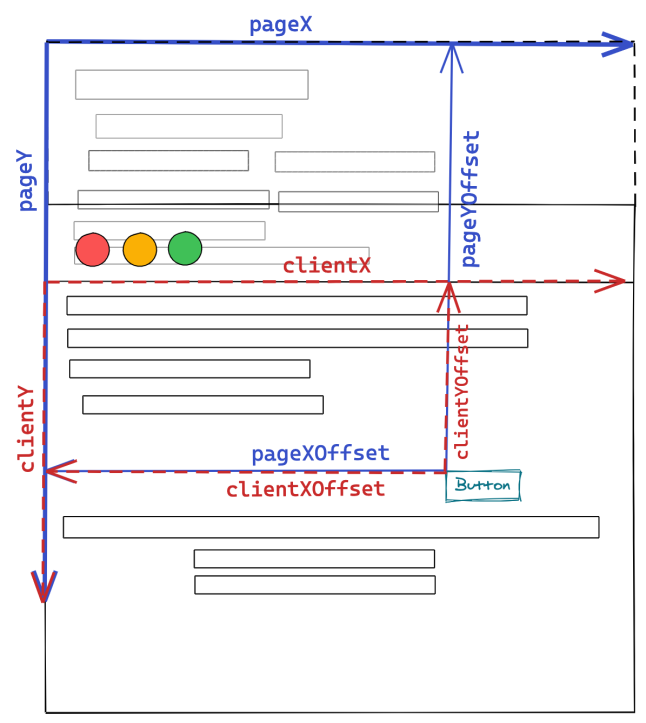 pageX
pageY
pageYOffset
clientX
clientY
clientYOffset
pageXOffset
clientXOffset
Button